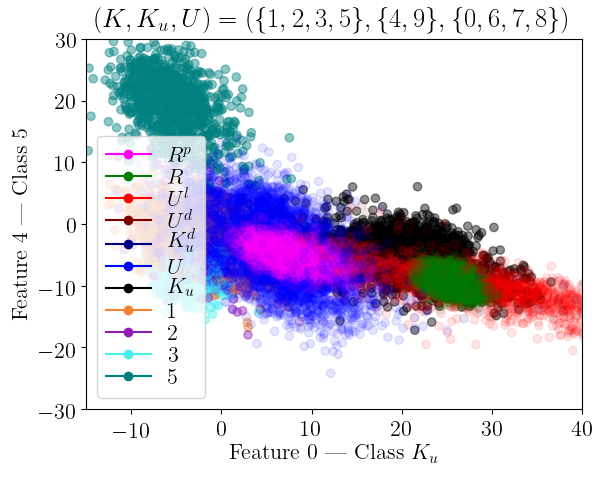 (K, K_u, U) = ({1, 2, 3, 5}, {4, 9}, {0, 6, 7, 8})
30
20
10
0
−10
−20
−30
Feature 4 — Class 5
R^p
R
U^l
U^d
K_u^d
U
K_u
1
2
3
5
−10
0
10
20
30
40
Feature 0 — Class K_u